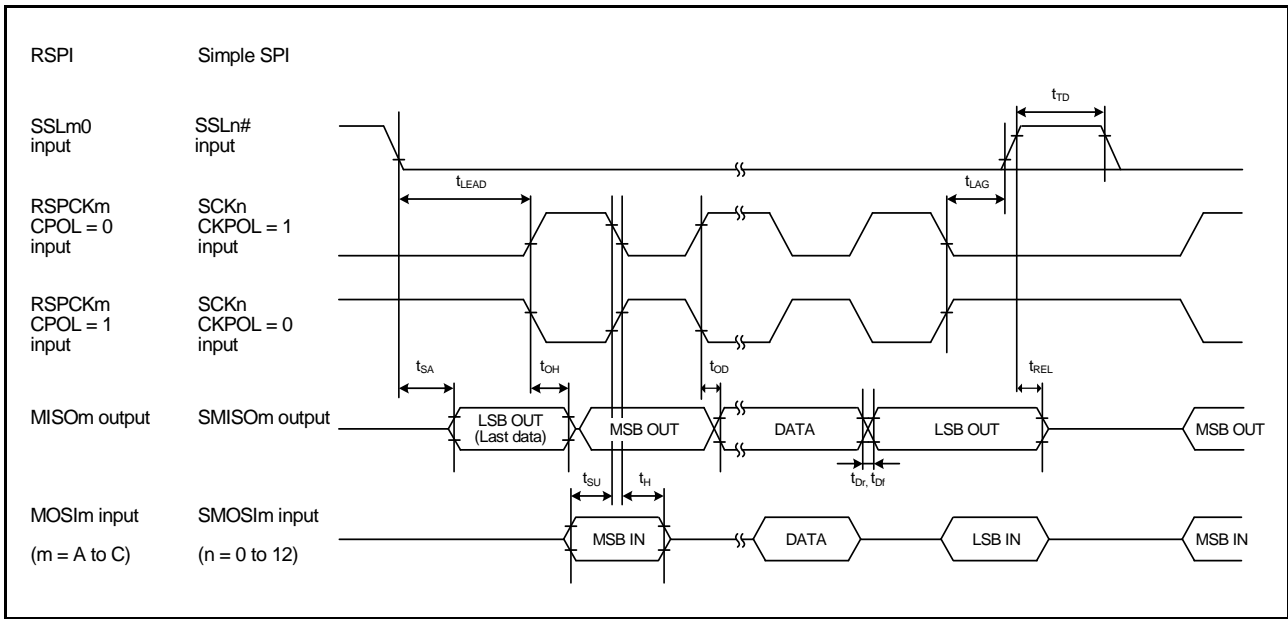 RSPI Simple SPI
tTD
SSLm0 SSLn#
input input
tLEAD tLAG
RSPCKm SCKn
CPOL = 0 CKPOL = 1
input input
RSPCKm SCKn
CPOL = 1 CKPOL = 0
input input
tSA tOH tOD tREL
MISOm output SMISOm output LSB OUT MSB OUT DATA LSB OUT MSB OUT
(Last data)
tSU tH tDr, tDf
MOSIm input SMOSIm input MSB IN DATA LSB IN MSB IN
(m = A to C) (n = 0 to 12)